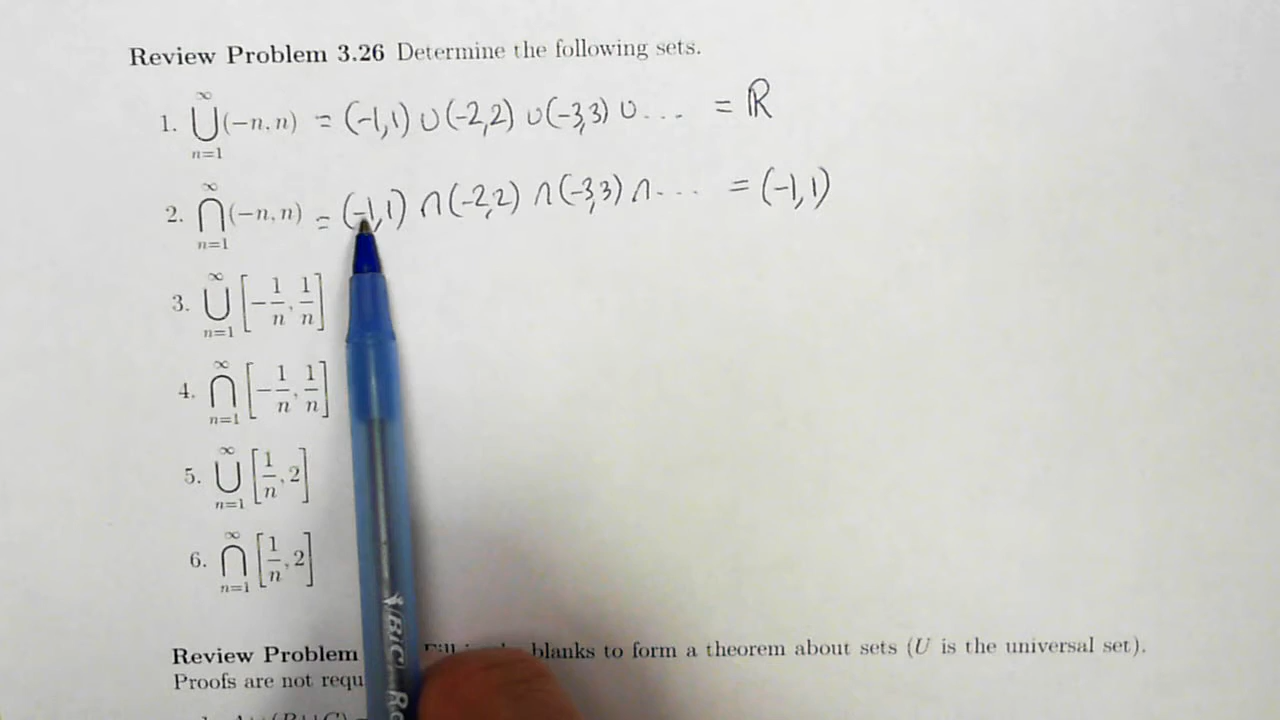 Review Problem 3.26 Determine the following sets.
1. ∞⋃n=1 (−n, n) = (-1,1) ∪ (-2,2) ∪ (-3,3) ∪ ... = ℝ
2. ∞⋂n=1 (−n, n) = (-1,1) ∩ (-2,2) ∩ (-3,3) ∩ ... = (-1,1)
3. ∞⋃n=1 [−1/n, 1/n]
4. ∞⋂n=1 [−1/n, 1/n]
5. ∞⋃n=1 [1/n, 2]
6. ∞⋂n=1 [1/n, 2]
BIC
Review Problem blanks to form a theorem about sets (U is the universal set).
Proofs are not